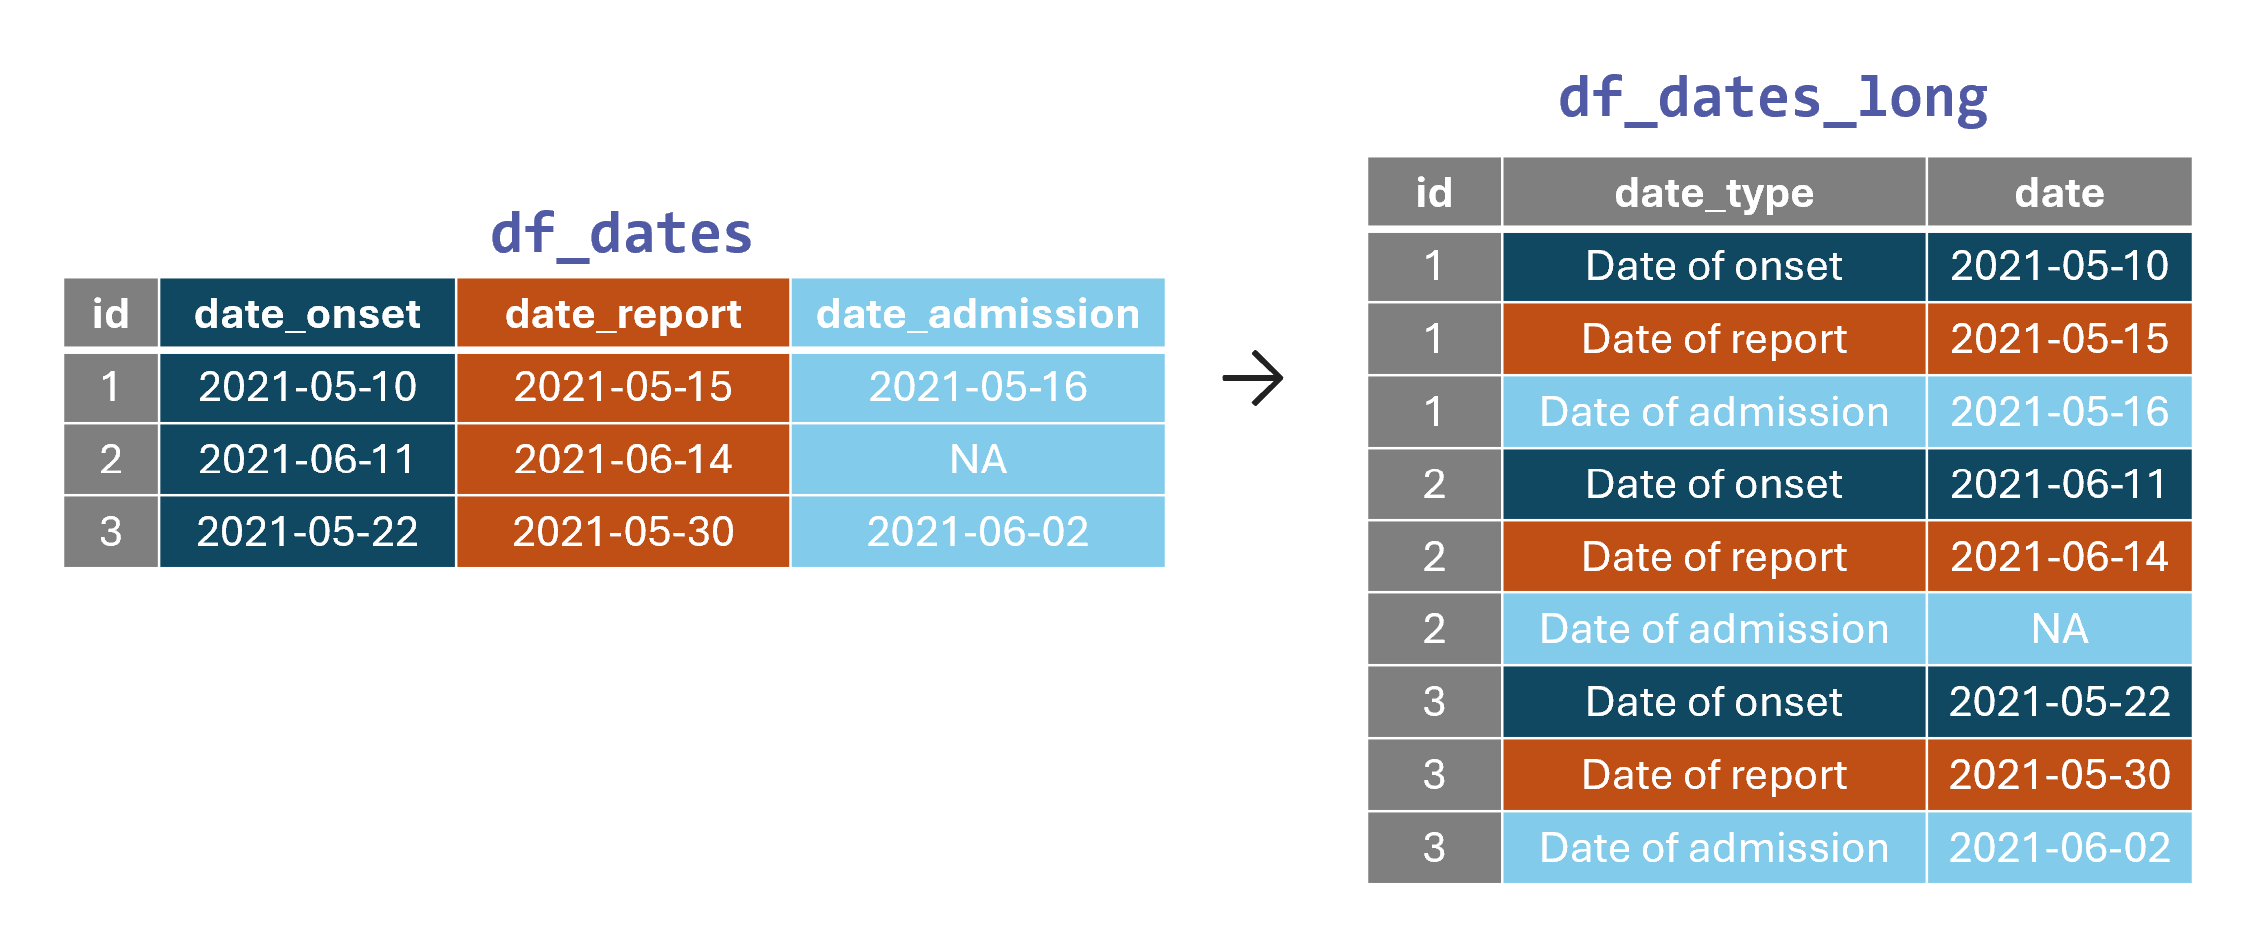 df_dates
id date_onset date_report date_admission
1 2021-05-10 2021-05-15 2021-05-16
2 2021-06-11 2021-06-14 NA
3 2021-05-22 2021-05-30 2021-06-02
df_dates_long
id date_type date
1 Date of onset 2021-05-10
1 Date of report 2021-05-15
1 Date of admission 2021-05-16
2 Date of onset 2021-06-11
2 Date of report 2021-06-14
2 Date of admission NA
3 Date of onset 2021-05-22
3 Date of report 2021-05-30
3 Date of admission 2021-06-02